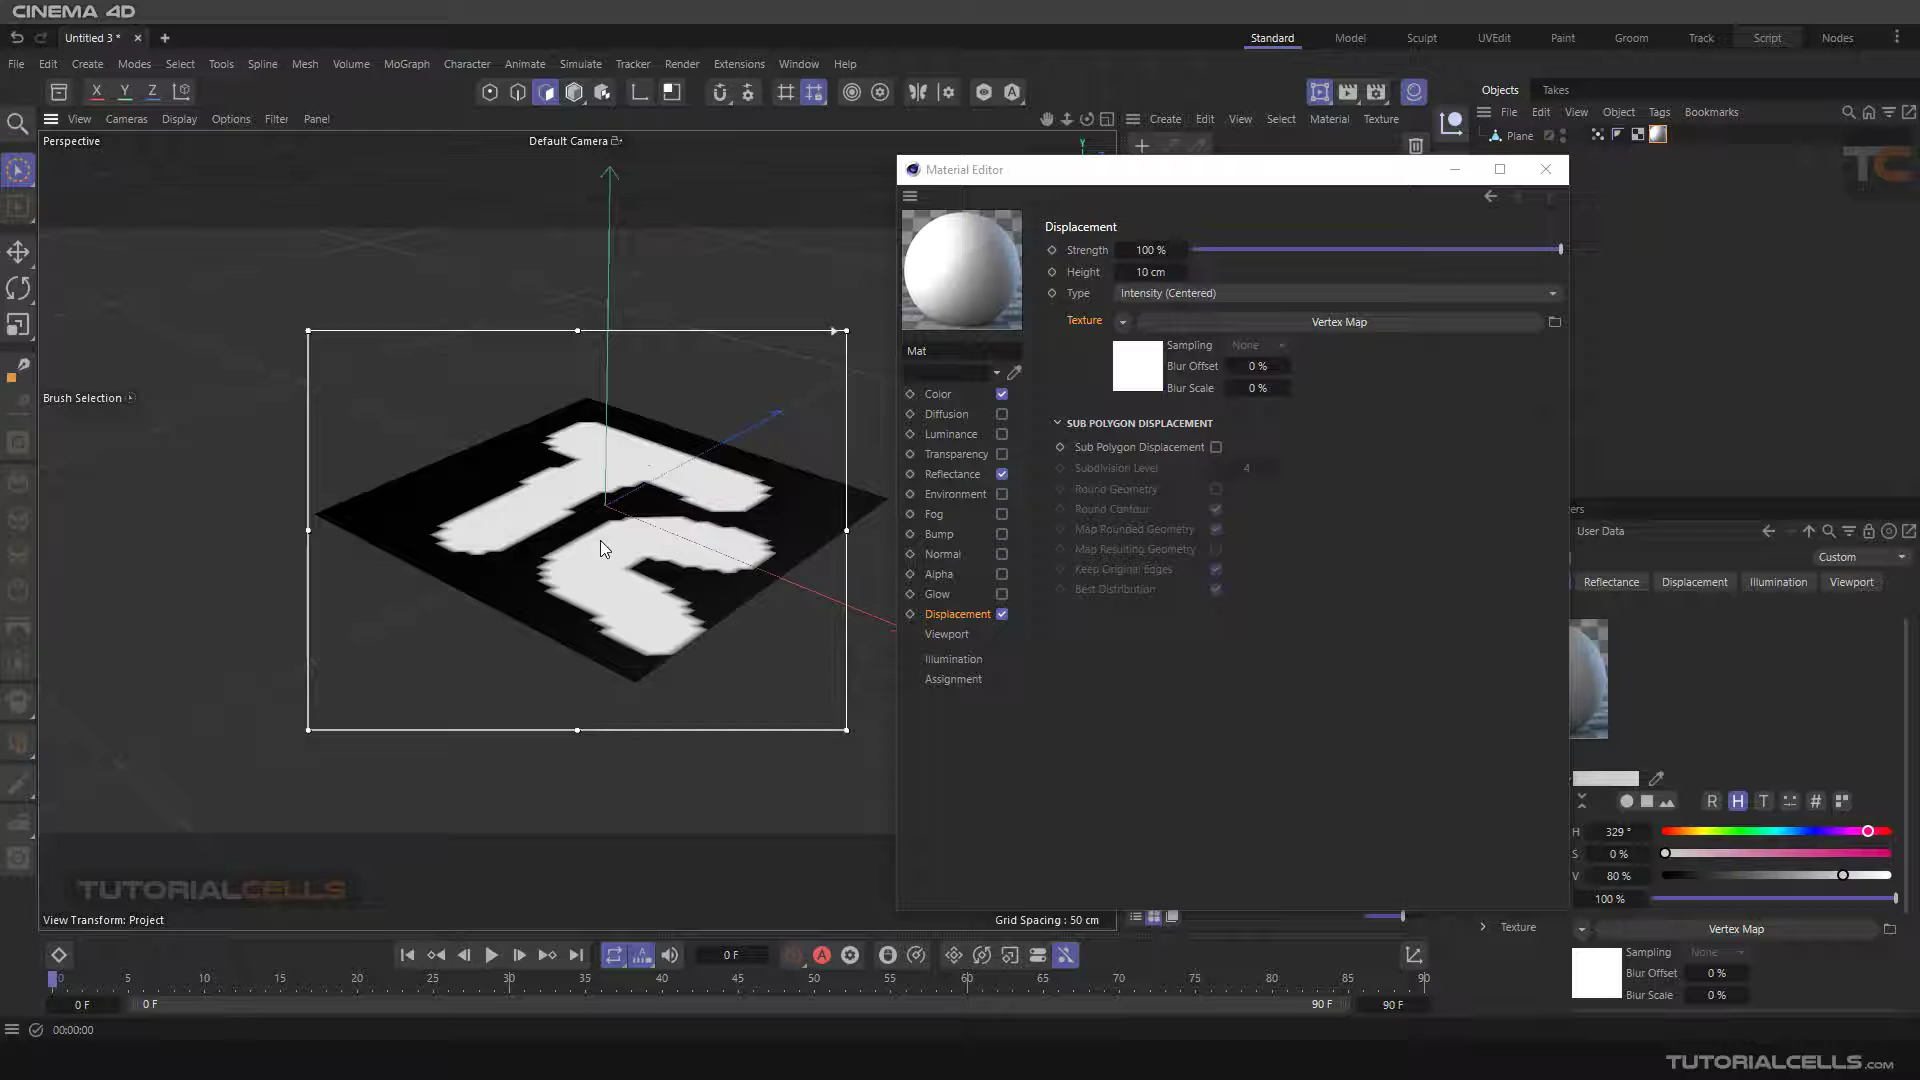 CINEMA 4D
Untitled 3 *
Standard
Model
Sculpt
UVEdit
Paint
Groom
Track
Script
Nodes
File Edit Create Modes Select Tools Spline Mesh Volume MoGraph Character Animate Simulate Tracker Render Extensions Window Help
X Y Z
Objects Takes
File Edit View Object Tags Bookmarks
View Cameras Display Options Filter Panel
Create Edit View Select Material Texture
Plane
Perspective
Default Camera
Y
TC
Material Editor
Displacement
Strength 100 %
Height 10 cm
Type Intensity (Centered)
Texture Vertex Map
Sampling None
Blur Offset 0 %
Blur Scale 0 %
Mat
Color
Diffusion
Luminance
Transparency
Reflectance
Environment
Fog
Bump
Normal
Alpha
Glow
Displacement
Viewport
Illumination
Assignment
SUB POLYGON DISPLACEMENT
Sub Polygon Displacement
Subdivision Level 4
Round Geometry
Round Contour
Map Rounded Geometry
Map Resulting Geometry
Keep Original Edges
Best Distribution
Brush Selection
User Data
Custom
Reflectance Displacement Illumination Viewport
R H T #
H 329 °
S 0 %
V 80 %
100 %
Texture Vertex Map
Sampling None
Blur Offset 0 %
Blur Scale 0 %
TUTORIALCELLS
View Transform: Project
Grid Spacing : 50 cm
0 F
0 5 10 15 20 25 30 35 40 45 50 55 60 65 70 75 80 85 90
0 F 0 F 90 F 90 F
00:00:00
TUTORIALCELLS.com